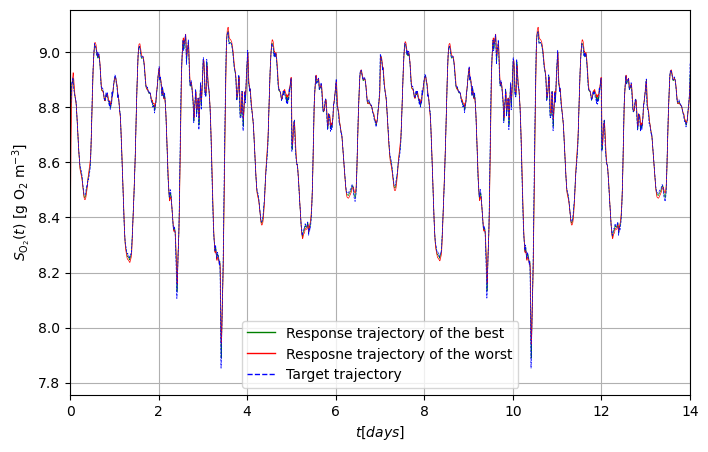 9.0
8.8
8.6
8.4
8.2
8.0
7.8
S_{O_2}(t) [g O_2 m^{-3}]
Response trajectory of the best
Resposne trajectory of the worst
Target trajectory
0 2 4 6 8 10 12 14
t[days]